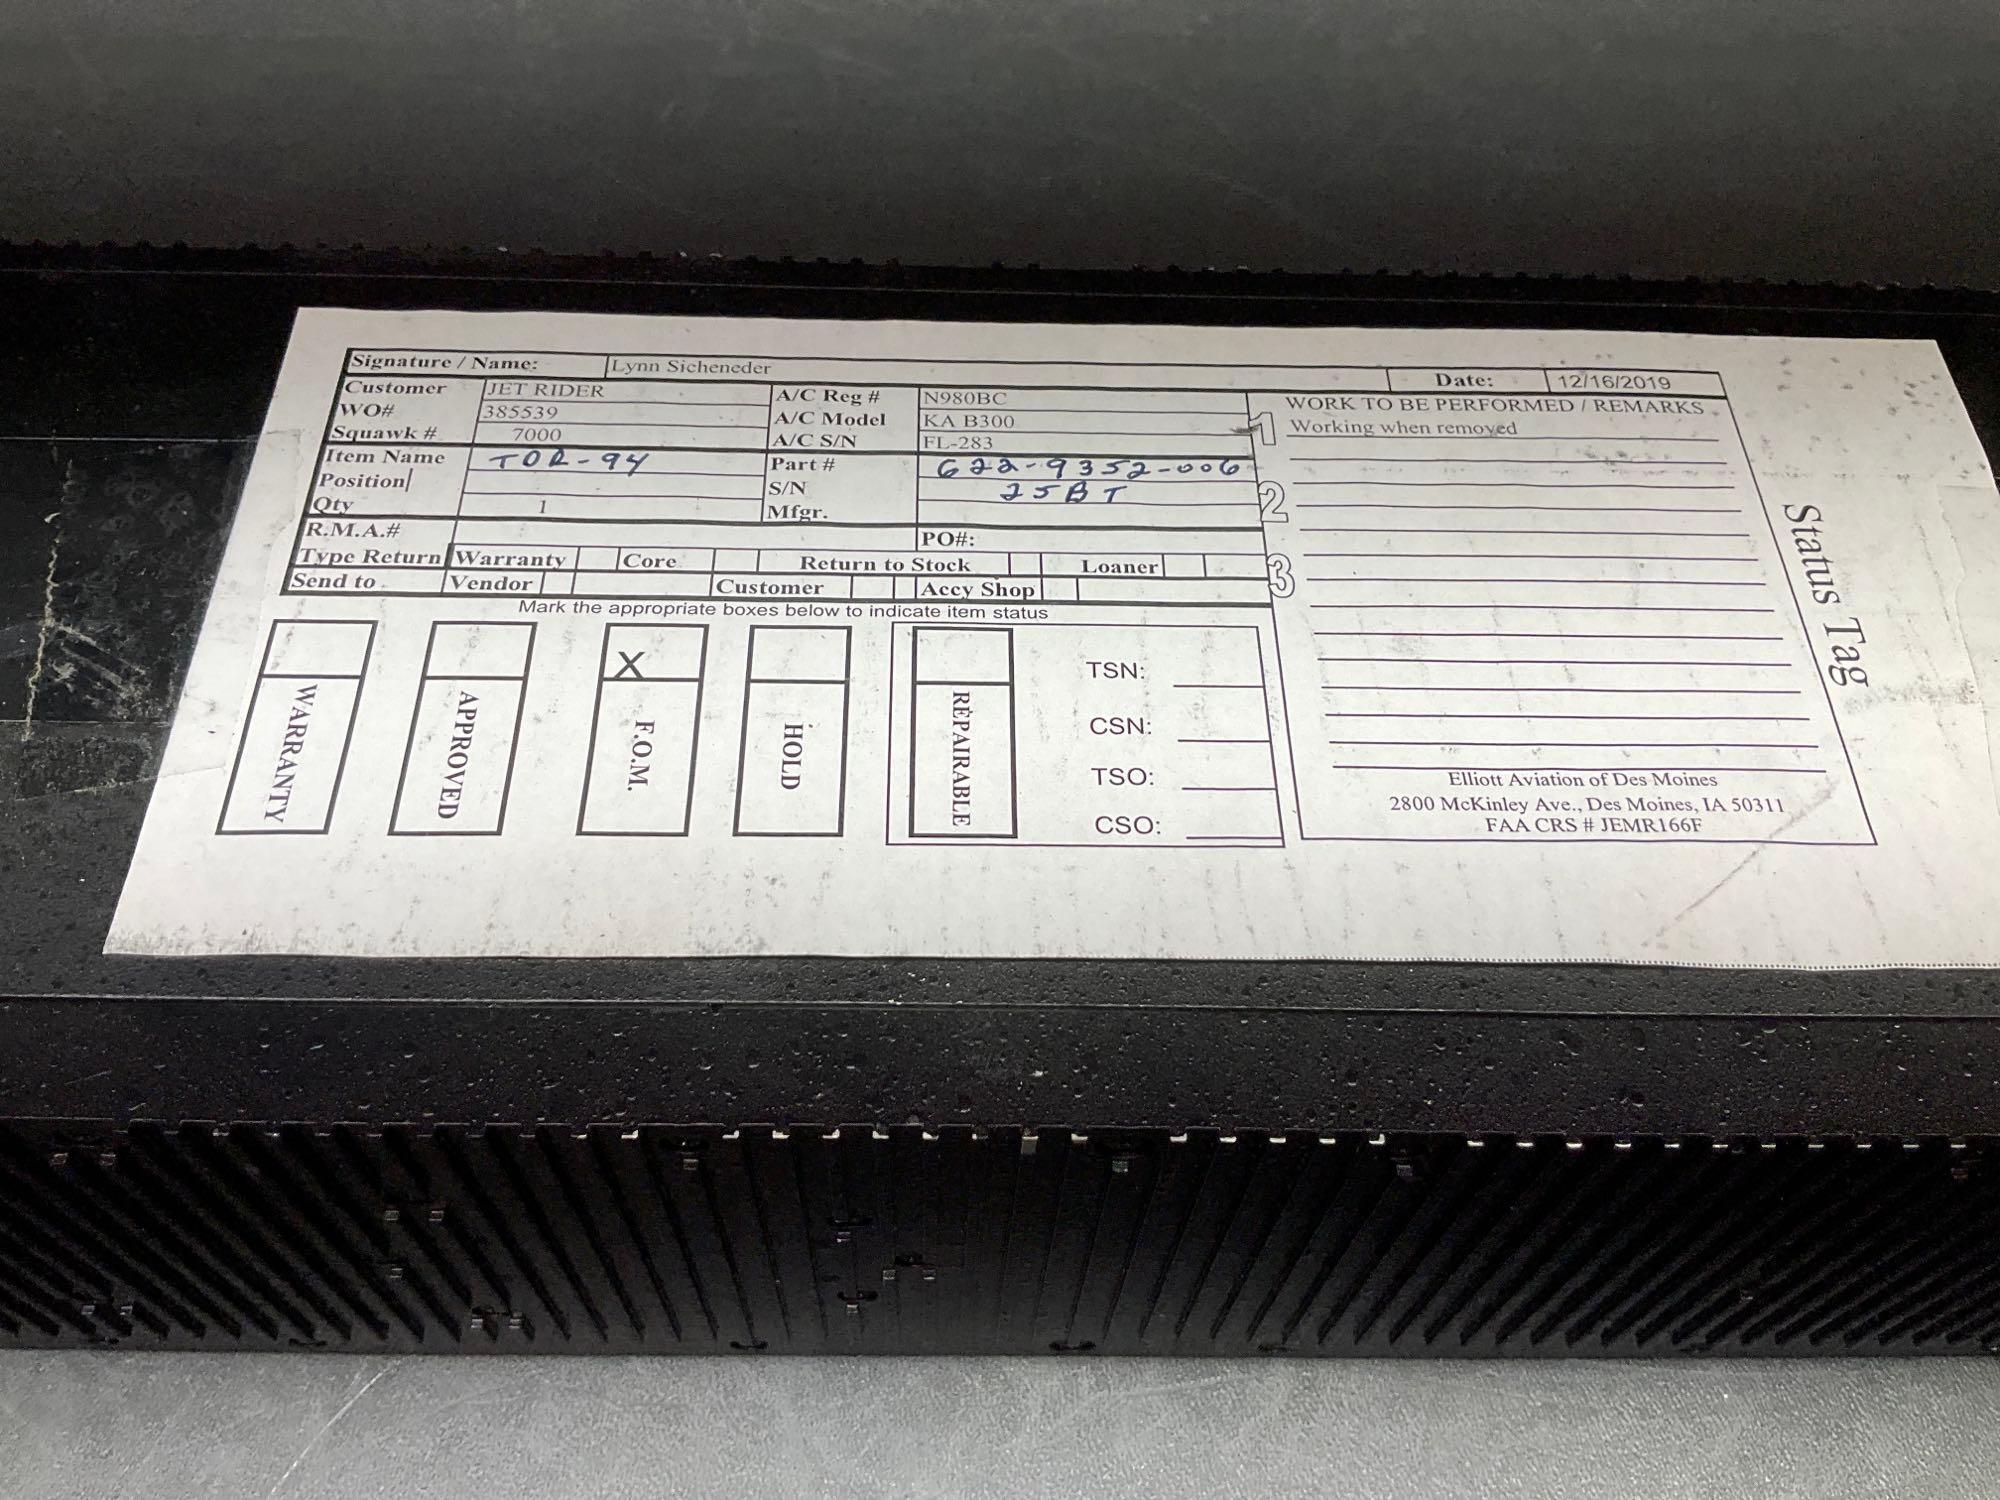 Signature / Name: Lynn Sicheneder Date: 12/16/2019
Customer JET RIDER A/C Reg # N980BC
WO# 385539 A/C Model KA B300
Squawk # 7000 A/C S/N FL-283
Item Name TDR-94 Part # 622-9352-006
Position S/N 25BT
Qty 1 Mfgr.
R.M.A.# PO#:
Type Return Warranty Core Return to Stock Loaner
Send to Vendor Customer Accy Shop
Mark the appropriate boxes below to indicate item status
WARRANTY
APPROVED
X
F.O.M.
HOLD
REPAIRABLE
TSN:
CSN:
TSO:
CSO:
1
2
3
WORK TO BE PERFORMED / REMARKS
Working when removed
Elliott Aviation of Des Moines
2800 McKinley Ave., Des Moines, IA 50311
FAA CRS # JEMR166F
Status Tag